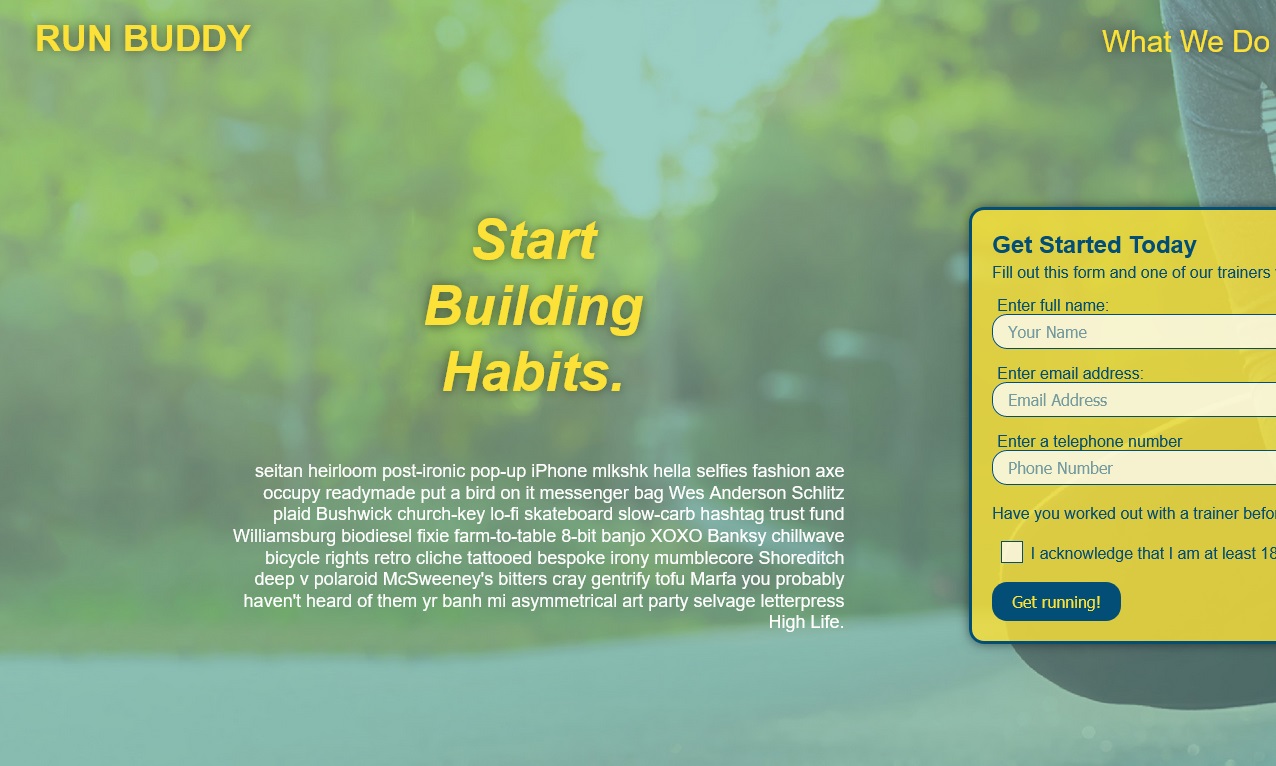 RUN BUDDY
What We Do
Start
Building
Habits.
seitan heirloom post-ironic pop-up iPhone mlkshk hella selfies fashion axe
occupy readymade put a bird on it messenger bag Wes Anderson Schlitz
plaid Bushwick church-key lo-fi skateboard slow-carb hashtag trust fund
Williamsburg biodiesel fixie farm-to-table 8-bit banjo XOXO Banksy chillwave
bicycle rights retro cliche tattooed bespoke irony mumblecore Shoreditch
deep v polaroid McSweeney's bitters cray gentrify tofu Marfa you probably
haven't heard of them yr banh mi asymmetrical art party selvage letterpress
High Life.
Get Started Today
Fill out this form and one of our trainers
Enter full name:
Your Name
Enter email address:
Email Address
Enter a telephone number
Phone Number
Have you worked out with a trainer befor
I acknowledge that I am at least 18
Get running!